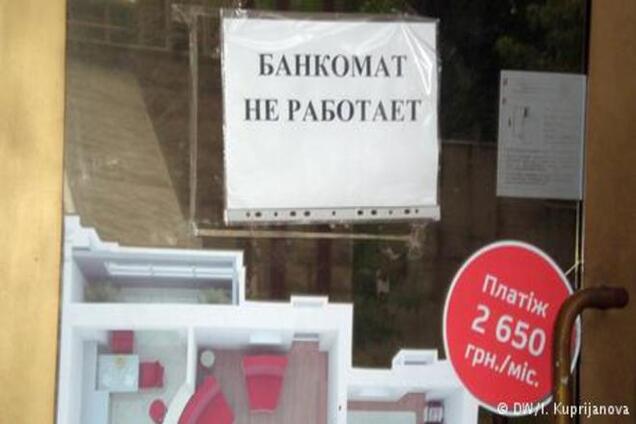 БАНКОМАТ
НЕ РАБОТАЕТ
Платіж
2 650
грн./міс.
© DW/I. Kuprijanova